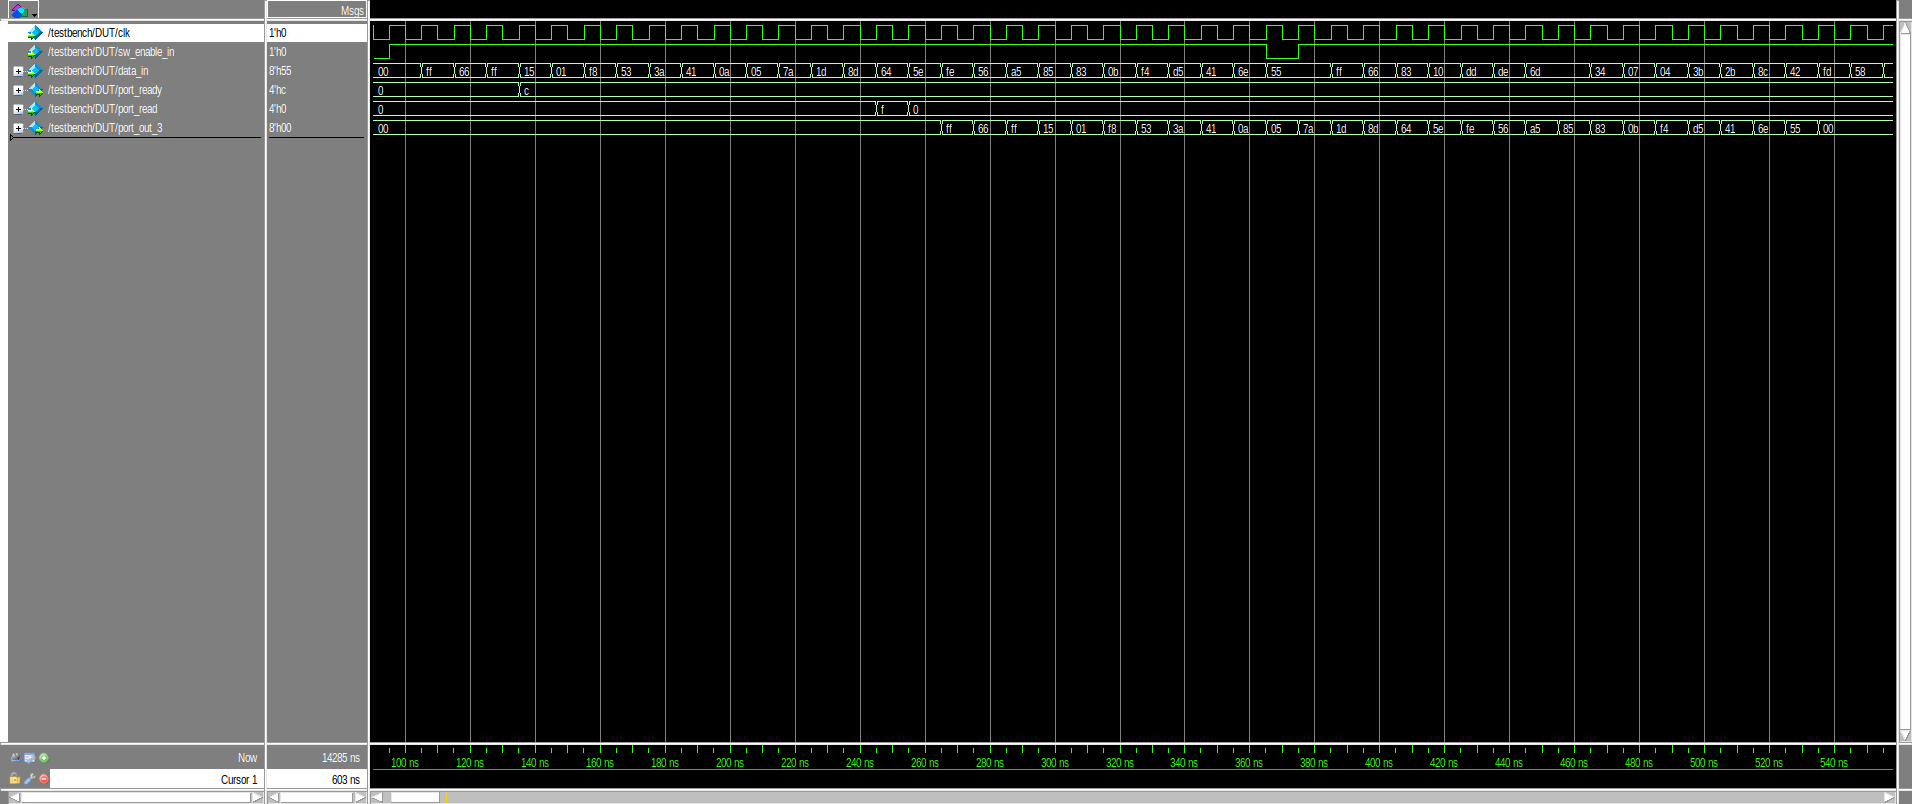 Msgs
/testbench/DUT/clk 1'h0
/testbench/DUT/sw_enable_in 1'h0
/testbench/DUT/data_in 8'h55 00 ff 66 ff 15 01 f8 53 3a 41 0a 05 7a 1d 8d 64 5e fe 56 a5 85 83 0b f4 d5 41 6e 55 ff 66 83 10 dd de 6d 34 07 04 3b 2b 8c 42 fd 58
/testbench/DUT/port_ready 4'hc 0 c
/testbench/DUT/port_read 4'h0 0 f 0
/testbench/DUT/port_out_3 8'h00 00 ff 66 ff 15 01 f8 53 3a 41 0a 05 7a 1d 8d 64 5e fe 56 a5 85 83 0b f4 d5 41 6e 55 00
Now 14285 ns 100 ns 120 ns 140 ns 160 ns 180 ns 200 ns 220 ns 240 ns 260 ns 280 ns 300 ns 320 ns 340 ns 360 ns 380 ns 400 ns 420 ns 440 ns 460 ns 480 ns 500 ns 520 ns 540 ns
Cursor 1 603 ns